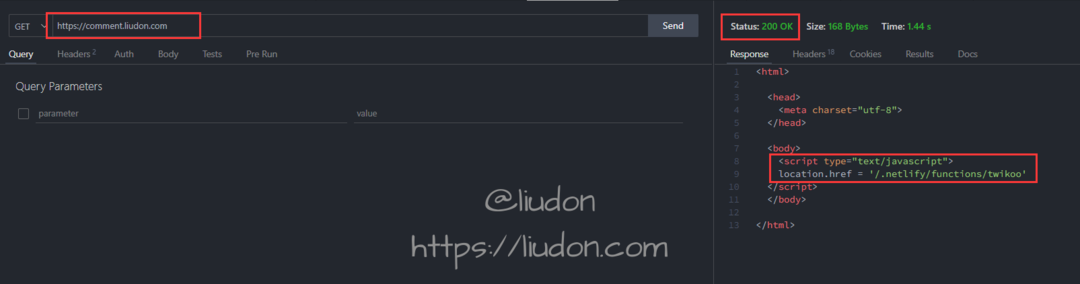 GET https://comment.liudon.com Send
Query Headers 2 Auth Body Tests Pre Run
Query Parameters
parameter value
Status: 200 OK Size: 168 Bytes Time: 1.44 s
Response Headers 18 Cookies Results Docs
1 <html>
2
3 <head>
4 <meta charset="utf-8">
5 </head>
6
7 <body>
8 <script type="text/javascript">
9 location.href = '/.netlify/functions/twikoo'
10 </script>
11 </body>
12
13 </html>
@liudon
https://liudon.com